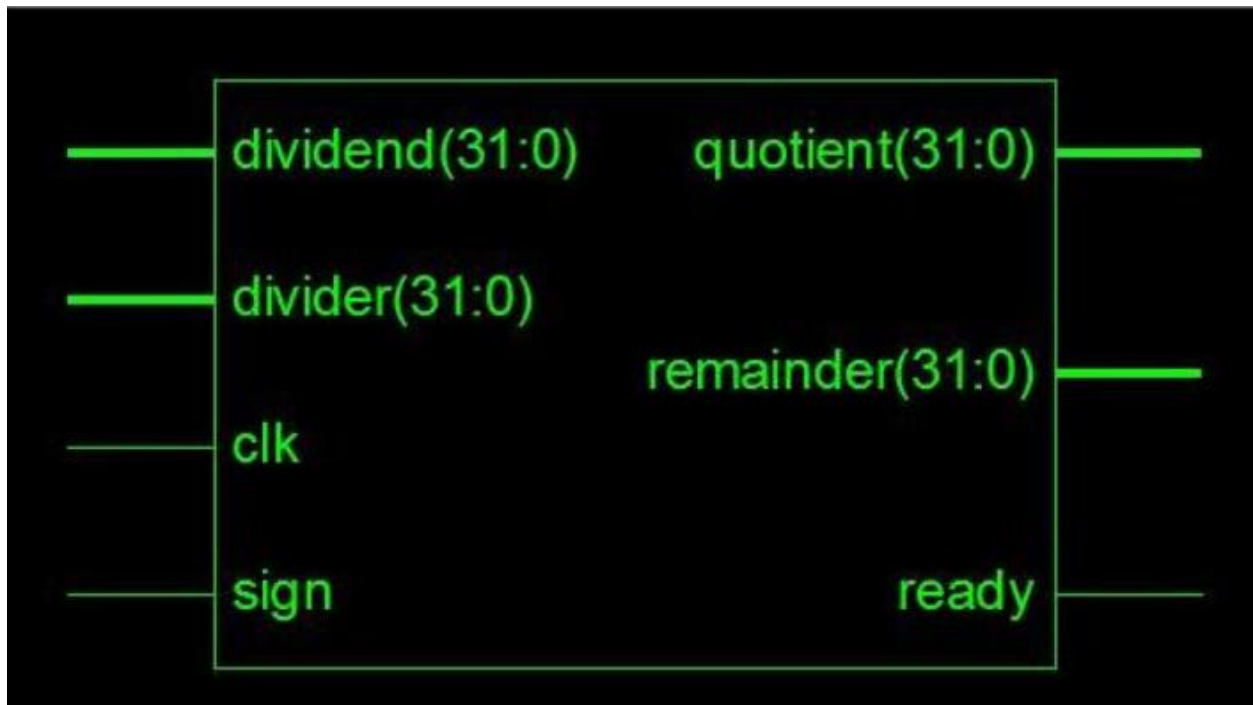 dividend(31:0)
quotient(31:0)
divider(31:0)
remainder(31:0)
clk
sign
ready